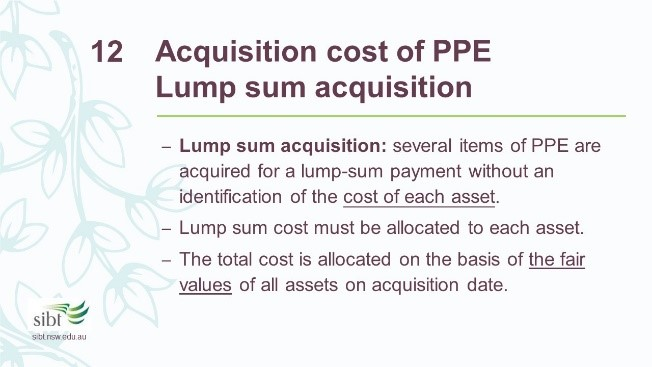 12 Acquisition cost of PPE
Lump sum acquisition
– Lump sum acquisition: several items of PPE are
acquired for a lump-sum payment without an
identification of the cost of each asset.
– Lump sum cost must be allocated to each asset.
– The total cost is allocated on the basis of the fair
values of all assets on acquisition date.
sibt
sibt.nsw.edu.au